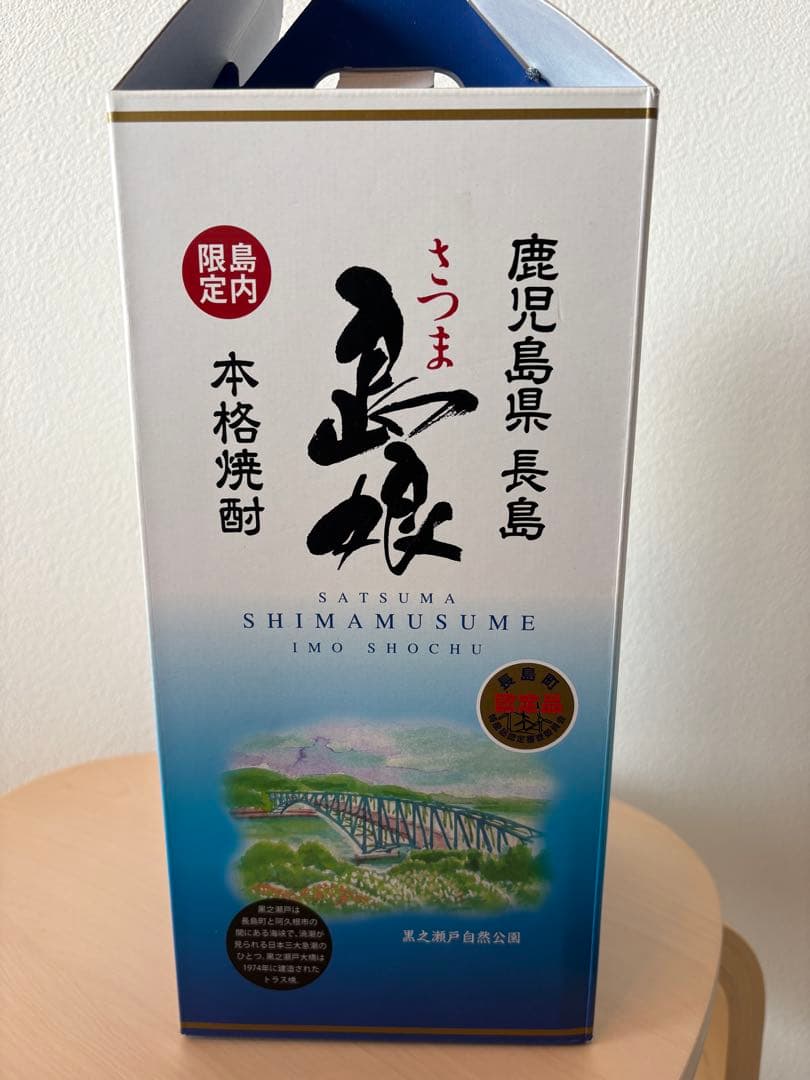 鹿児島県 長島
さつま
島娘
島内
限定
本格焼酎
SATSUMA
SHIMAMUSUME
IMO SHOCHU
長島町
認定品
黒之瀬戸自然公園
黒之瀬戸は
長島町と阿久根市の
間にある海峡で、渦潮が
見られる日本三大急潮の
ひとつ。黒之瀬戸大橋は
1974年に建造された
トラス橋。